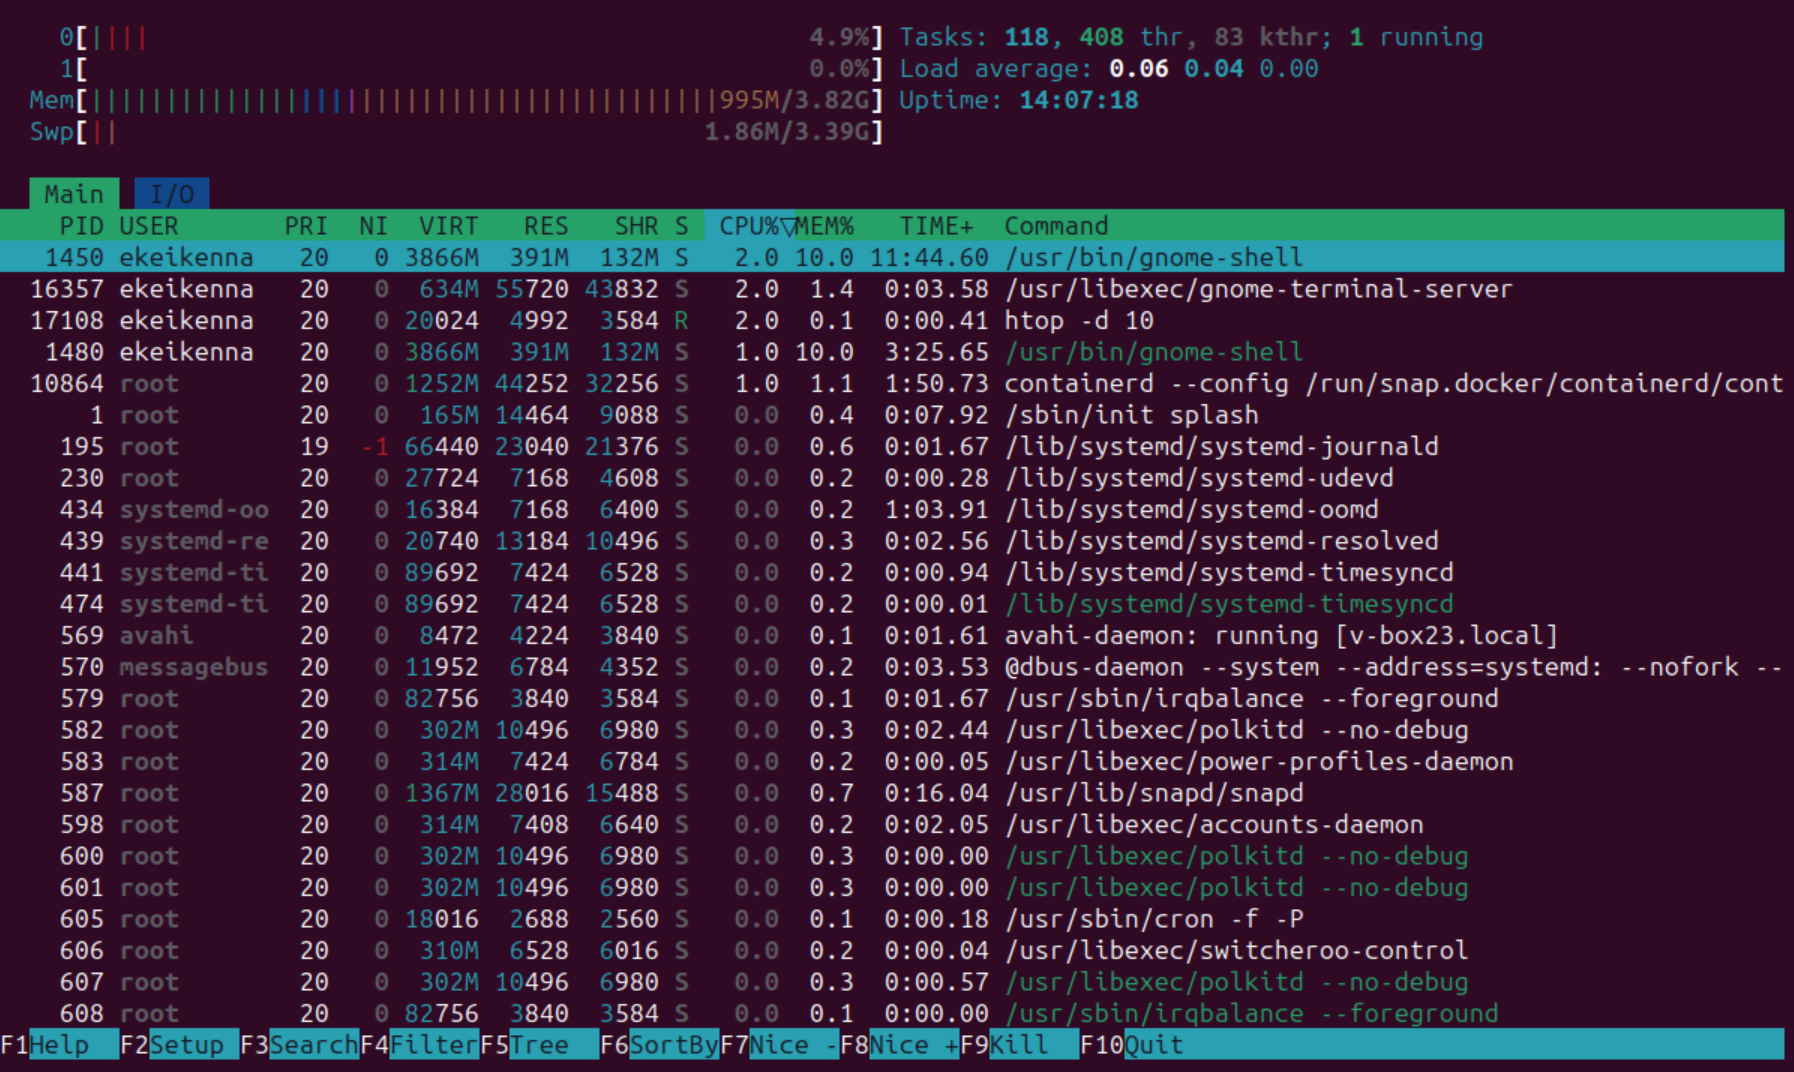 0[|||| 4.9%] Tasks: 118, 408 thr, 83 kthr; 1 running
1[ 0.0%] Load average: 0.06 0.04 0.00
Mem[||||||||||||||||||||||||||||||||||||||||||995M/3.82G] Uptime: 14:07:18
Swp[|| 1.86M/3.39G]
Main I/O
PID USER PRI NI VIRT RES SHR S CPU%▽MEM% TIME+ Command
1450 ekeikenna 20 0 3866M 391M 132M S 2.0 10.0 11:44.60 /usr/bin/gnome-shell
16357 ekeikenna 20 0 634M 55720 43832 S 2.0 1.4 0:03.58 /usr/libexec/gnome-terminal-server
17108 ekeikenna 20 0 20024 4992 3584 R 2.0 0.1 0:00.41 htop -d 10
1480 ekeikenna 20 0 3866M 391M 132M S 1.0 10.0 3:25.65 /usr/bin/gnome-shell
10864 root 20 0 1252M 44252 32256 S 1.0 1.1 1:50.73 containerd --config /run/snap.docker/containerd/cont
1 root 20 0 165M 14464 9088 S 0.0 0.4 0:07.92 /sbin/init splash
195 root 19 -1 66440 23040 21376 S 0.0 0.6 0:01.67 /lib/systemd/systemd-journald
230 root 20 0 27724 7168 4608 S 0.0 0.2 0:00.28 /lib/systemd/systemd-udevd
434 systemd-oo 20 0 16384 7168 6400 S 0.0 0.2 1:03.91 /lib/systemd/systemd-oomd
439 systemd-re 20 0 20740 13184 10496 S 0.0 0.3 0:02.56 /lib/systemd/systemd-resolved
441 systemd-ti 20 0 89692 7424 6528 S 0.0 0.2 0:00.94 /lib/systemd/systemd-timesyncd
474 systemd-ti 20 0 89692 7424 6528 S 0.0 0.2 0:00.01 /lib/systemd/systemd-timesyncd
569 avahi 20 0 8472 4224 3840 S 0.0 0.1 0:01.61 avahi-daemon: running [v-box23.local]
570 messagebus 20 0 11952 6784 4352 S 0.0 0.2 0:03.53 @dbus-daemon --system --address=systemd: --nofork --
579 root 20 0 82756 3840 3584 S 0.0 0.1 0:01.67 /usr/sbin/irqbalance --foreground
582 root 20 0 302M 10496 6980 S 0.0 0.3 0:02.44 /usr/libexec/polkitd --no-debug
583 root 20 0 314M 7424 6784 S 0.0 0.2 0:00.05 /usr/libexec/power-profiles-daemon
587 root 20 0 1367M 28016 15488 S 0.0 0.7 0:16.04 /usr/lib/snapd/snapd
598 root 20 0 314M 7408 6640 S 0.0 0.2 0:02.05 /usr/libexec/accounts-daemon
600 root 20 0 302M 10496 6980 S 0.0 0.3 0:00.00 /usr/libexec/polkitd --no-debug
601 root 20 0 302M 10496 6980 S 0.0 0.3 0:00.00 /usr/libexec/polkitd --no-debug
605 root 20 0 18016 2688 2560 S 0.0 0.1 0:00.18 /usr/sbin/cron -f -P
606 root 20 0 310M 6528 6016 S 0.0 0.2 0:00.04 /usr/libexec/switcheroo-control
607 root 20 0 302M 10496 6980 S 0.0 0.3 0:00.57 /usr/libexec/polkitd --no-debug
608 root 20 0 82756 3840 3584 S 0.0 0.1 0:00.00 /usr/sbin/irqbalance --foreground
F1Help F2Setup F3SearchF4FilterF5Tree F6SortByF7Nice -F8Nice +F9Kill F10Quit